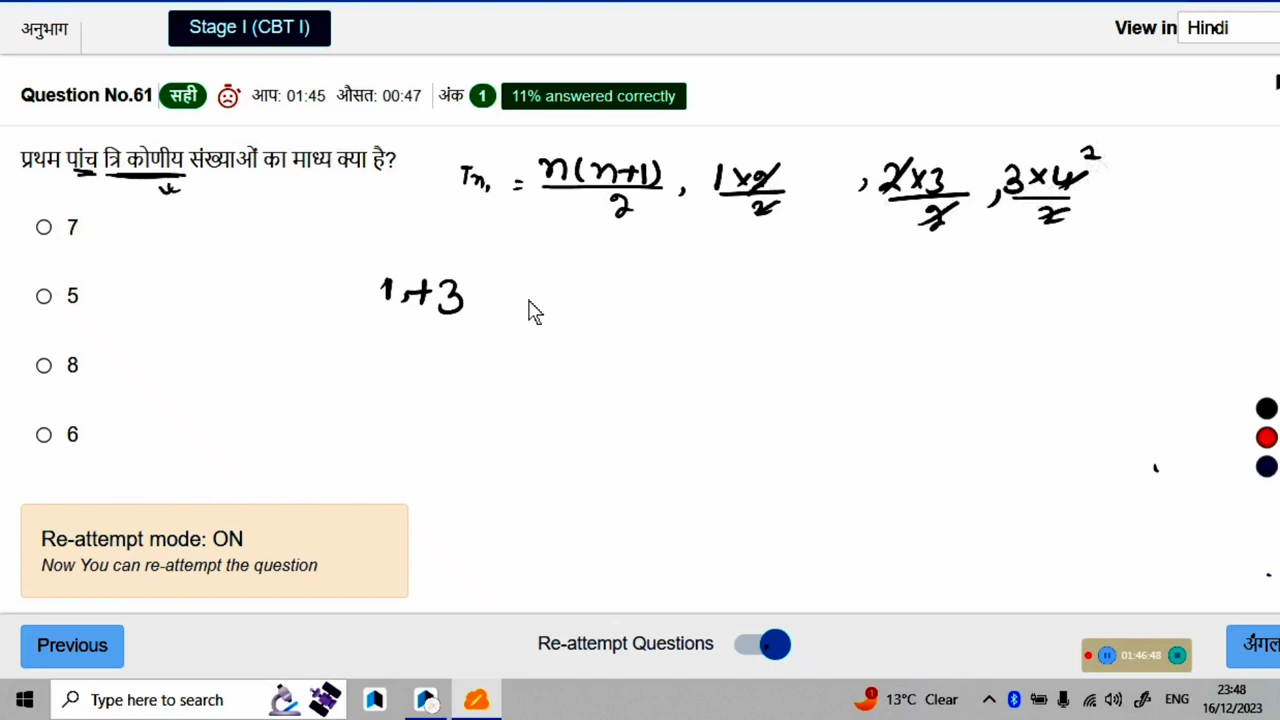 अनुभाग Stage I (CBT I) View in Hindi
Question No.61 सही आप: 01:45 औसत: 00:47 अंक 1 11% answered correctly
प्रथम पांच त्रि कोणीय संख्याओं का माध्य क्या है?
Tn, = n(n+1)/2 , 1×2/2 , 2×3/2 , 3×4/2 2
7
1,+3
5
8
6
Re-attempt mode: ON
Now You can re-attempt the question
Previous Re-attempt Questions 01:46:48
Type here to search 1 13°C Clear ENG 23:48
16/12/2023